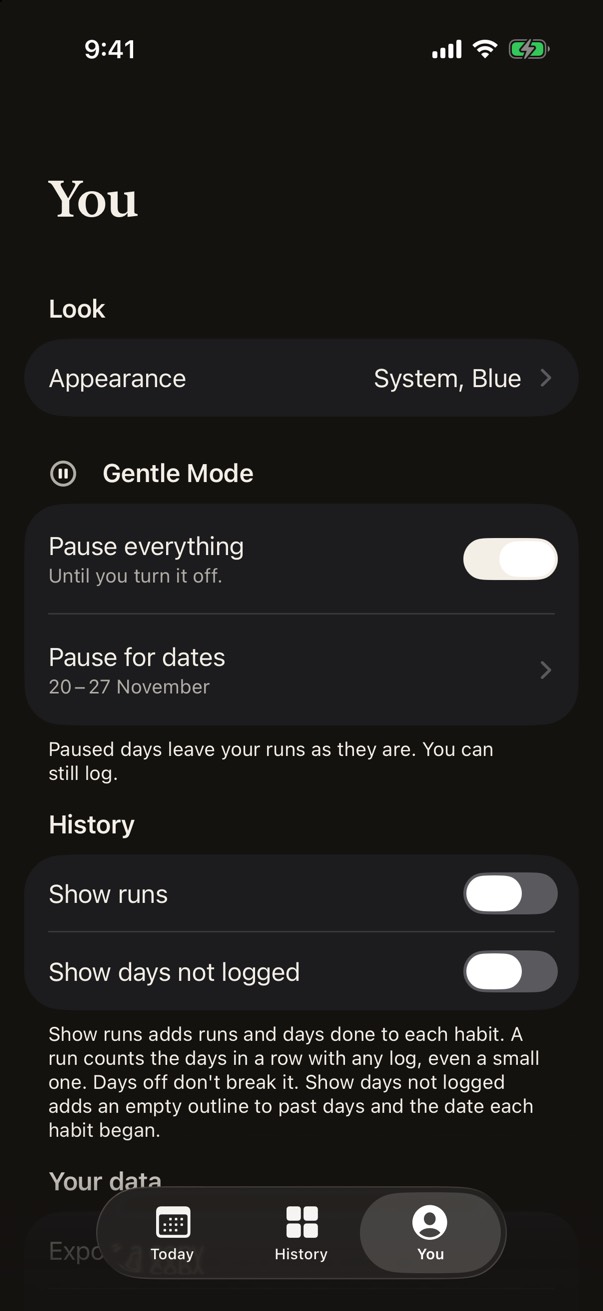 9:41
You
Look
Appearance
System, Blue
Gentle Mode
Pause everything
Until you turn it off.
Pause for dates
20 – 27 November
Paused days leave your runs as they are. You can
still log.
History
Show runs
Show days not logged
Show runs adds runs and days done to each habit. A
run counts the days in a row with any log, even a small
one. Days off don't break it. Show days not logged
adds an empty outline to past days and the date each
habit began.
Your data
Today
History
You